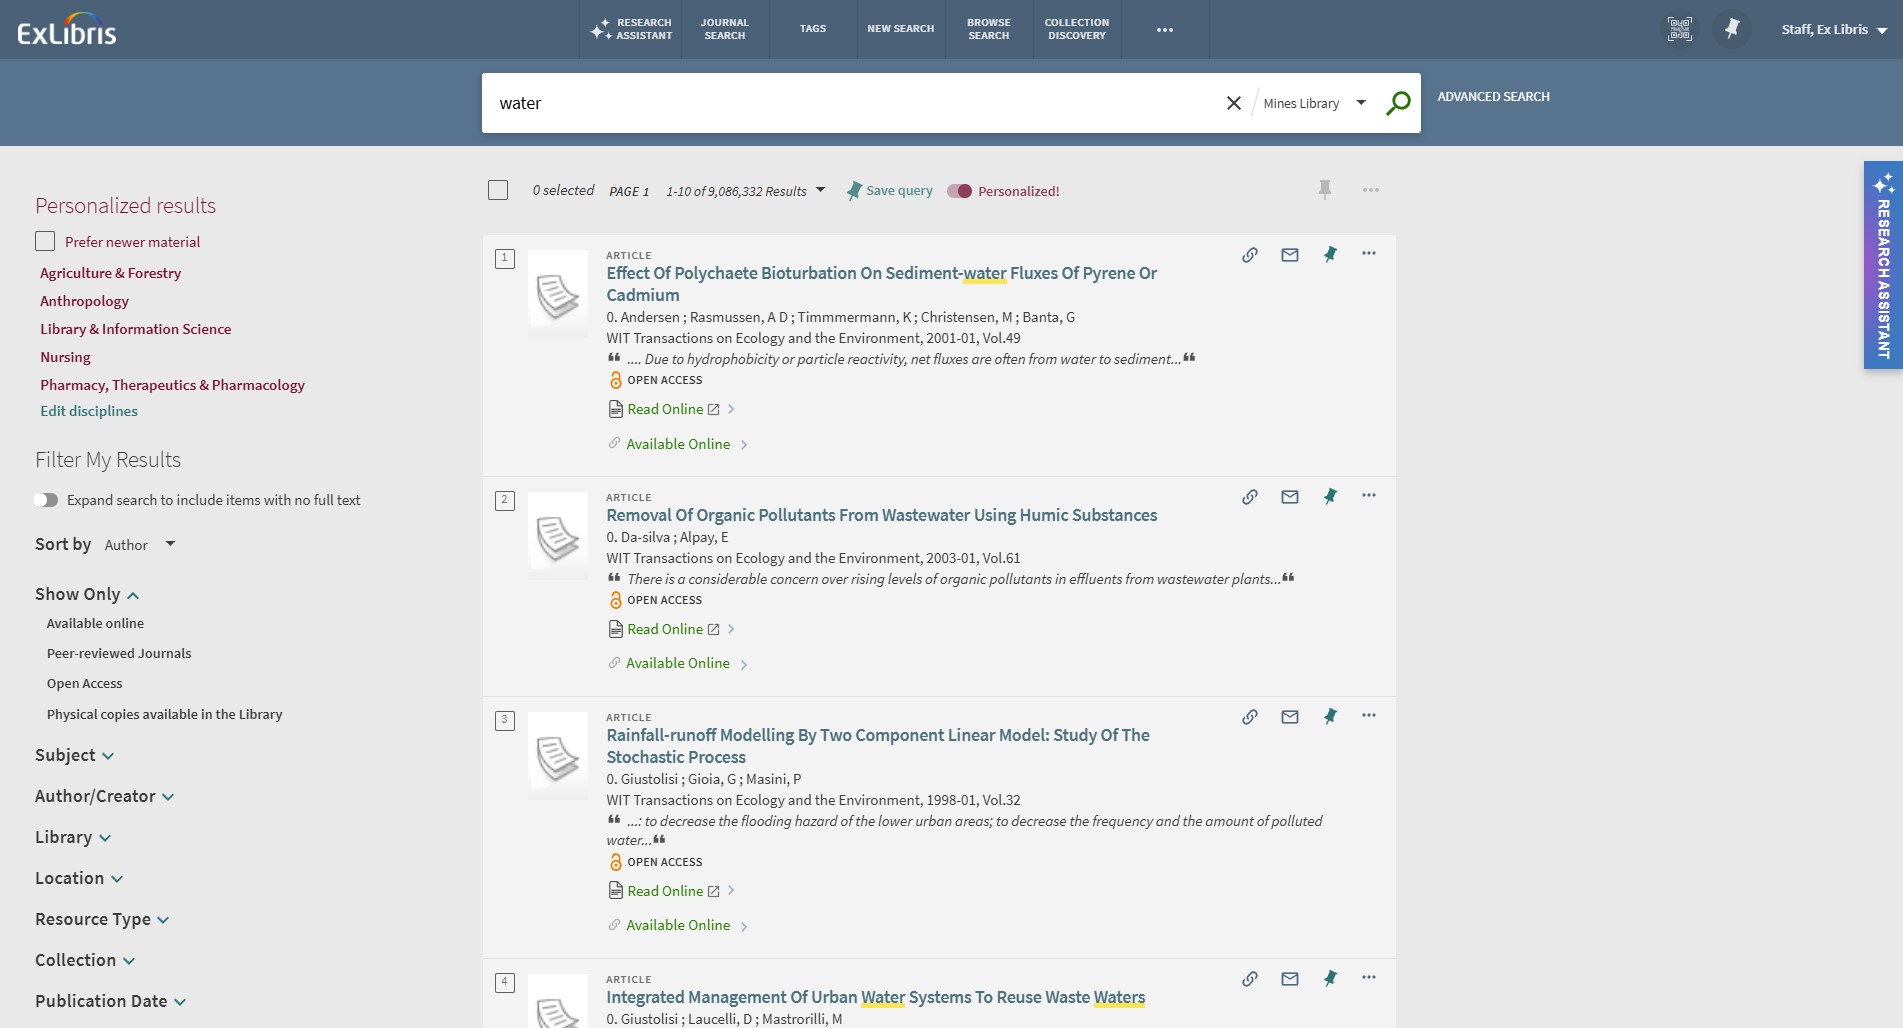 ExLibris
RESEARCH ASSISTANT
JOURNAL SEARCH
TAGS
NEW SEARCH
BROWSE SEARCH
COLLECTION DISCOVERY
Staff, Ex Libris
water
Mines Library
ADVANCED SEARCH
RESEARCH ASSISTANT
0 selected PAGE 1 1-10 of 9,086,332 Results Save query Personalized!
Personalized results
Prefer newer material
Agriculture & Forestry
Anthropology
Library & Information Science
Nursing
Pharmacy, Therapeutics & Pharmacology
Edit disciplines
Filter My Results
Expand search to include items with no full text
Sort by Author
Show Only
Available online
Peer-reviewed Journals
Open Access
Physical copies available in the Library
Subject
Author/Creator
Library
Location
Resource Type
Collection
Publication Date
1
ARTICLE
Effect Of Polychaete Bioturbation On Sediment-water Fluxes Of Pyrene Or
Cadmium
0. Andersen ; Rasmussen, A D ; Timmmermann, K ; Christensen, M ; Banta, G
WIT Transactions on Ecology and the Environment, 2001-01, Vol.49
“ .... Due to hydrophobicity or particle reactivity, net fluxes are often from water to sediment...“
OPEN ACCESS
Read Online
Available Online
2
ARTICLE
Removal Of Organic Pollutants From Wastewater Using Humic Substances
0. Da-silva ; Alpay, E
WIT Transactions on Ecology and the Environment, 2003-01, Vol.61
“ There is a considerable concern over rising levels of organic pollutants in effluents from wastewater plants...“
OPEN ACCESS
Read Online
Available Online
3
ARTICLE
Rainfall-runoff Modelling By Two Component Linear Model: Study Of The
Stochastic Process
0. Giustolisi ; Gioia, G ; Masini, P
WIT Transactions on Ecology and the Environment, 1998-01, Vol.32
“ ...: to decrease the flooding hazard of the lower urban areas; to decrease the frequency and the amount of polluted
water...“
OPEN ACCESS
Read Online
Available Online
4
ARTICLE
Integrated Management Of Urban Water Systems To Reuse Waste Waters
0. Giustolisi ; Laucelli, D ; Mastrorilli, M